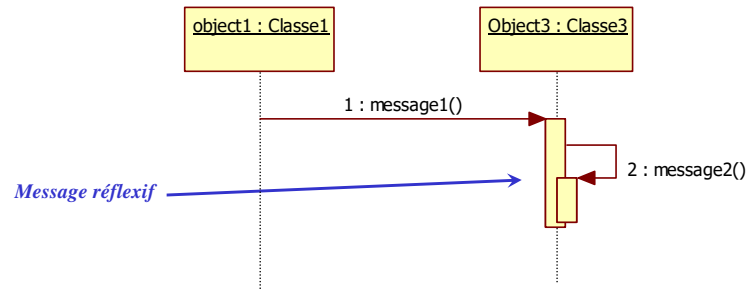 object1 : Classe1
Object3 : Classe3
1 : message1()
2 : message2()
Message réflexif